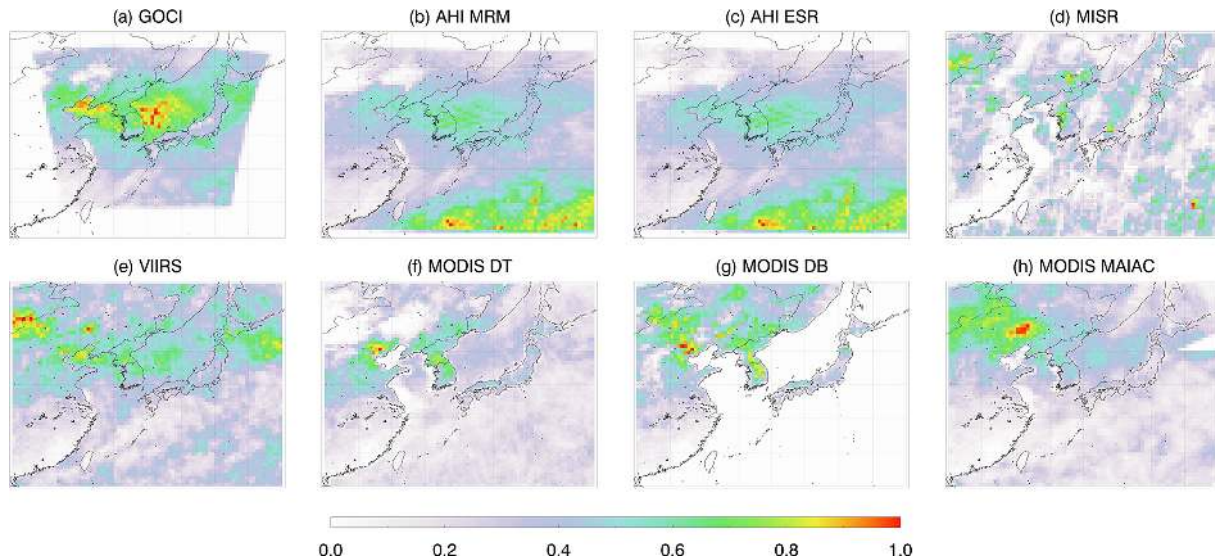 (a) GOCI
(b) AHI MRM
(c) AHI ESR
(d) MISR
(e) VIIRS
(f) MODIS DT
(g) MODIS DB
(h) MODIS MAIAC
0.0 0.2 0.4 0.6 0.8 1.0